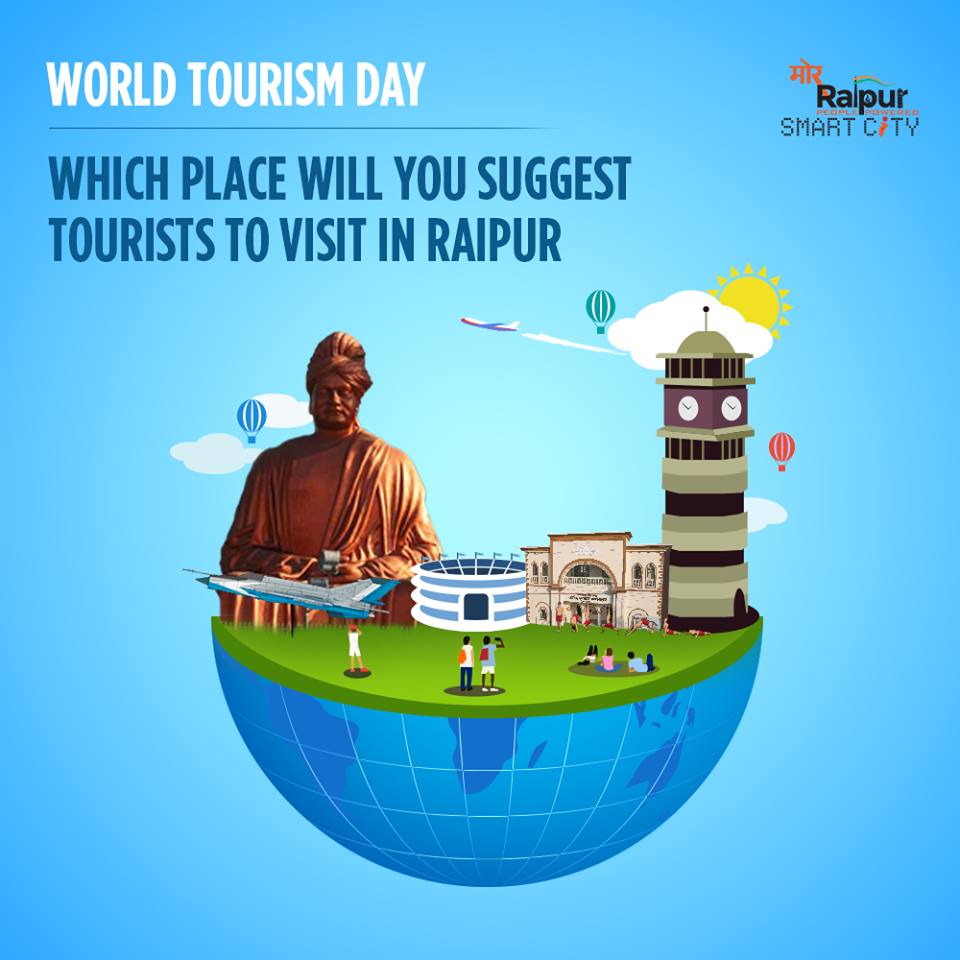 WORLD TOURISM DAY
मोर
Raipur
PEOPLE POWERED
SMART CiTY
WHICH PLACE WILL YOU SUGGEST
TOURISTS TO VISIT IN RAIPUR